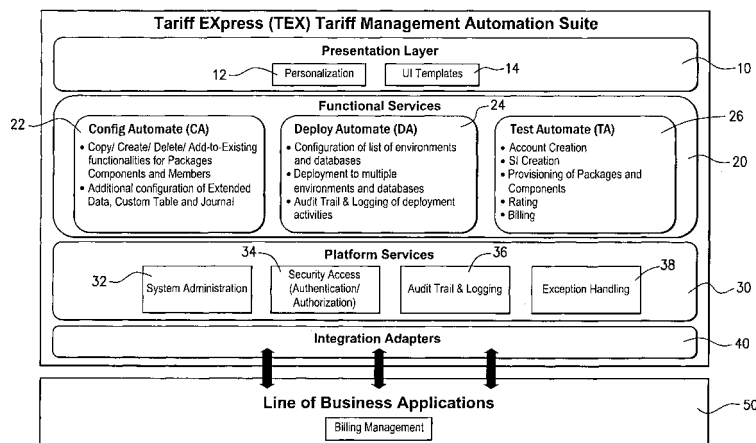 Tariff EXpress (TEX) Tariff Management Automation Suite
Presentation Layer
12
Personalization
UI Templates
14
10
Functional Services
22
Config Automate (CA)
• Copy/ Create/ Delete/ Add-to-Existing
functionalities for Packages
Components and Members
• Additional configuration of Extended
Data, Custom Table and Journal
24
Deploy Automate (DA)
• Configuration of list of environments
and databases
• Deployment to multiple
environments and databases
• Audit Trail & Logging of deployment
activities
26
Test Automate (TA)
• Account Creation
• SI Creation
• Provisioning of Packages and
Components
• Rating
• Billing
20
Platform Services
32
System Administration
34
Security Access
(Authentication/
Authorization)
36
Audit Trail & Logging
38
Exception Handling
30
Integration Adapters
40
Line of Business Applications
Billing Management
50